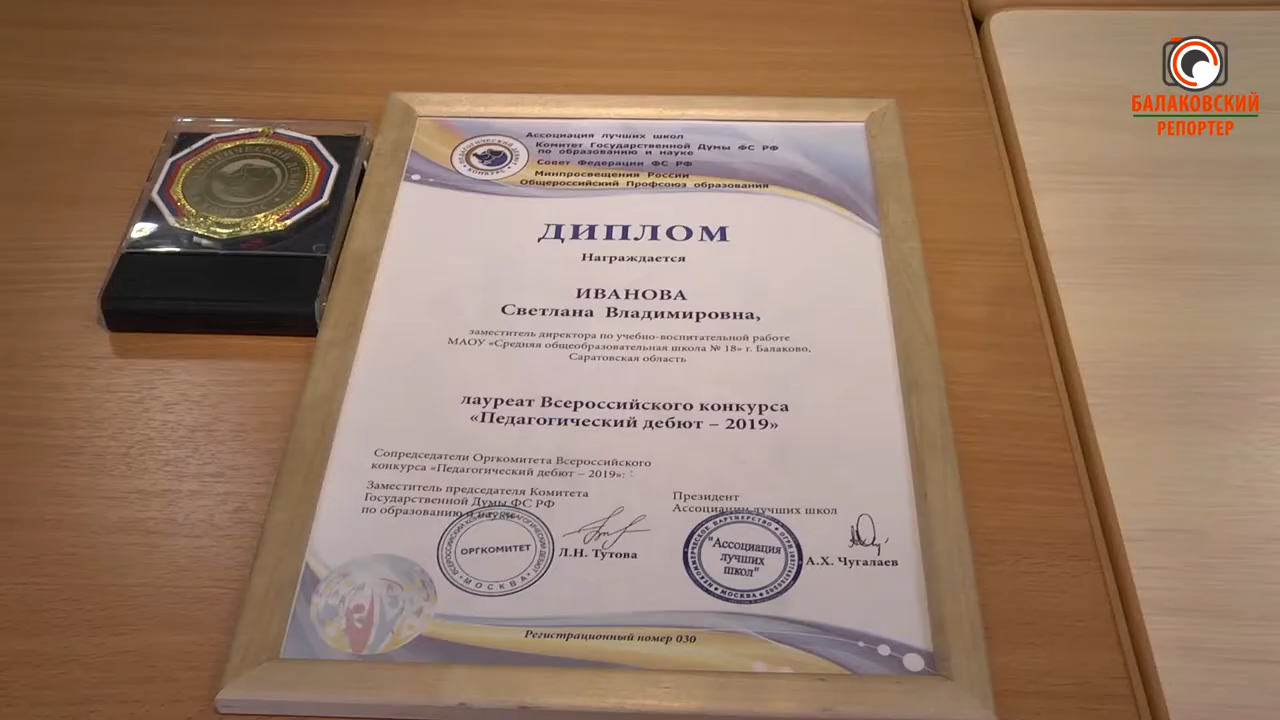 БАЛАКОВСКИЙ
РЕПОРТЕР
Ассоциация лучших школ
Комитет Государственной Думы ФС РФ
по образованию и науке
Совет Федерации ФС РФ
Минпросвещения России
Общероссийский Профсоюз образования
ДИПЛОМ
Награждается
ИВАНОВА
Светлана Владимировна,
заместитель директора по учебно-воспитательной работе
МАОУ «Средняя общеобразовательная школа № 18» г. Балаково,
Саратовская область
лауреат Всероссийского конкурса
«Педагогический дебют – 2019»
Сопредседатели Оргкомитета Всероссийского
конкурса «Педагогический дебют – 2019»:
Заместитель председателя Комитета
Государственной Думы ФС РФ
по образованию и науке
ОРГКОМИТЕТ
МОСКВА
Л.Н. Тутова
Президент
Ассоциации лучших школ
НЕКОММЕРЧЕСКОЕ ПАРТНЕРСТВО
"Ассоциация
лучших
школ"
МОСКВА
А.Х. Чугалаев
Регистрационный номер 030